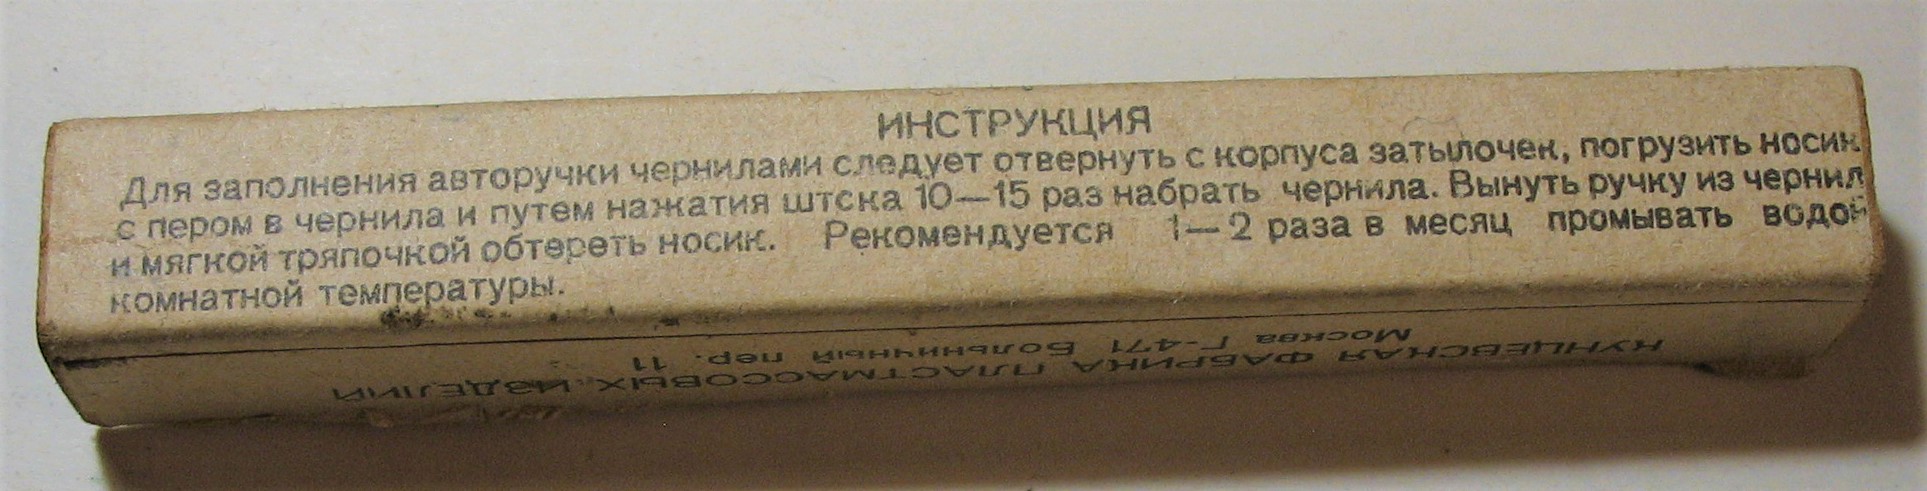 ИНСТРУКЦИЯ
Для заполнения авторучки чернилами следует отвернуть с корпуса затылочек, погрузить носик
с пером в чернила и путем нажатия штска 10—15 раз набрать чернила. Вынуть ручку из чернил
и мягкой тряпочкой обтереть носик. Рекомендуется 1—2 раза в месяц промывать водой
комнатной температуры.
КУНЦЕВСКАЯ ФАБРИКА ПЛАСТМАССОВЫХ ИЗДЕЛИЙ
Москва Г-471 Больничный пер. 11